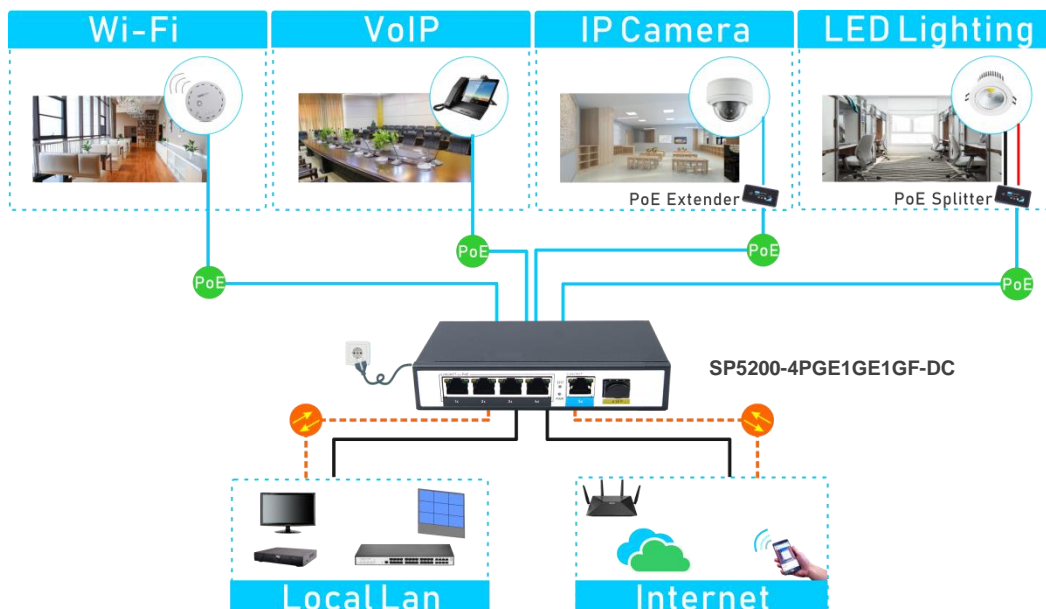 Wi-Fi
VoIP
IP Camera
LED Lighting
PoE Extender
PoE Splitter
PoE
PoE
PoE
PoE
SP5200-4PGE1GE1GF-DC
Local Lan
Internet